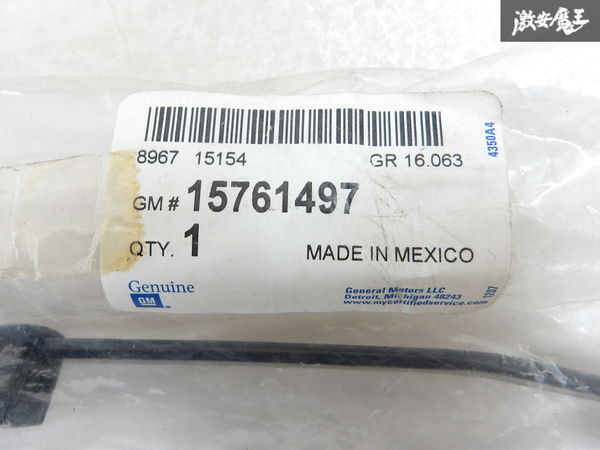 激安魔王
8967 15154 GR 16.063
4350A4
GM # 15761497
QTY. 1 MADE IN MEXICO
Genuine
GM
General Motors LLC
Detroit, Michigan 48243
www.mycertifiedservice.com
1207